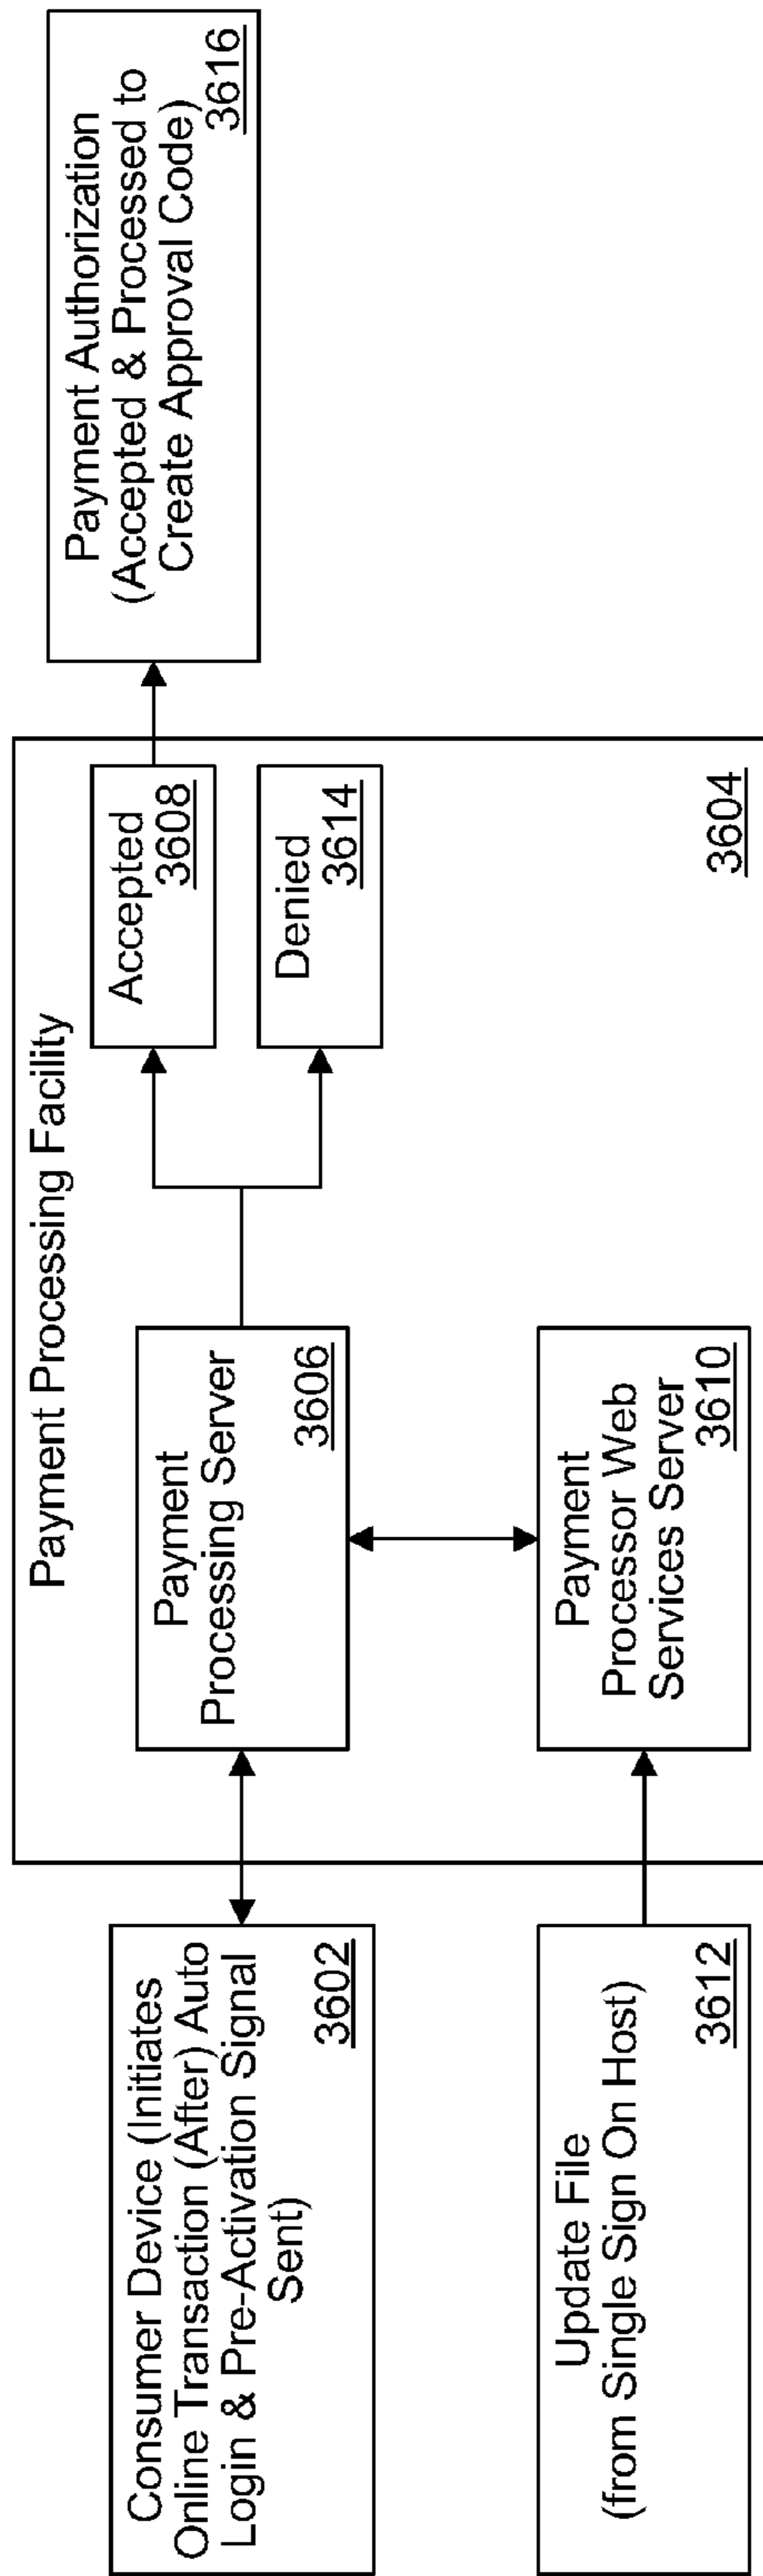 Consumer Device (Initiates
Online Transaction (After) Auto
Login & Pre-Activation Signal
Sent)
3602
Update File
(from Single Sign On Host)
3612
Payment Processing Facility
Payment
Processing Server
3606
Payment
Processor Web
Services Server
3610
Accepted
3608
Denied
3614
3604
Payment Authorization
(Accepted & Processed to
Create Approval Code)
3616